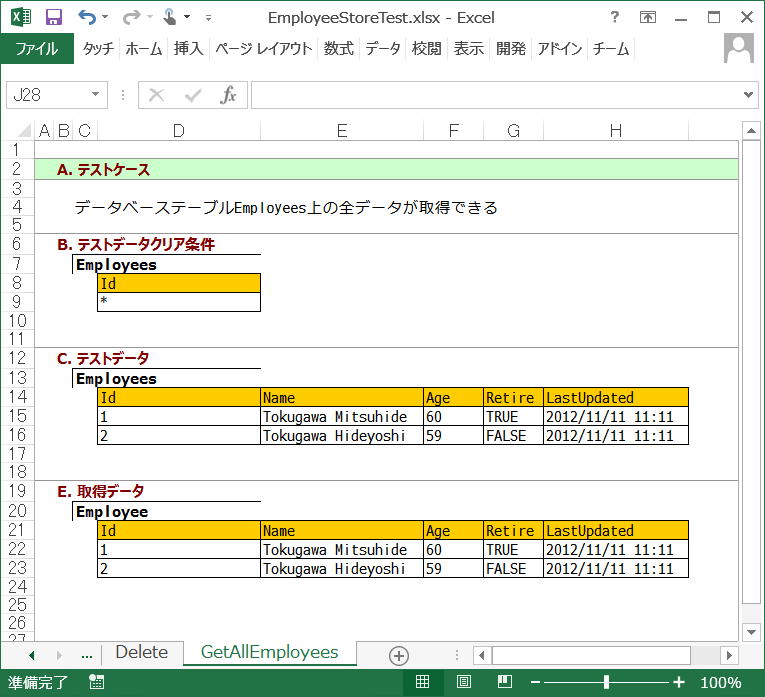 EmployeeStoreTest.xlsx - Excel
ファイル タッチ ホーム 挿入 ページ レイアウト 数式 データ 校閲 表示 開発 アドイン チーム
J28 fx
A B C D E F G H
1
2 A. テストケース
3
4 データベーステーブルEmployees上の全データが取得できる
5
6 B. テストデータクリア条件
7 Employees
8 Id
9 *
10
11
12 C. テストデータ
13 Employees
14 Id Name Age Retire LastUpdated
15 1 Tokugawa Mitsuhide 60 TRUE 2012/11/11 11:11
16 2 Tokugawa Hideyoshi 59 FALSE 2012/11/11 11:11
17
18
19 E. 取得データ
20 Employee
21 Id Name Age Retire LastUpdated
22 1 Tokugawa Mitsuhide 60 TRUE 2012/11/11 11:11
23 2 Tokugawa Hideyoshi 59 FALSE 2012/11/11 11:11
24
25
26
27
... Delete GetAllEmployees
準備完了 100%